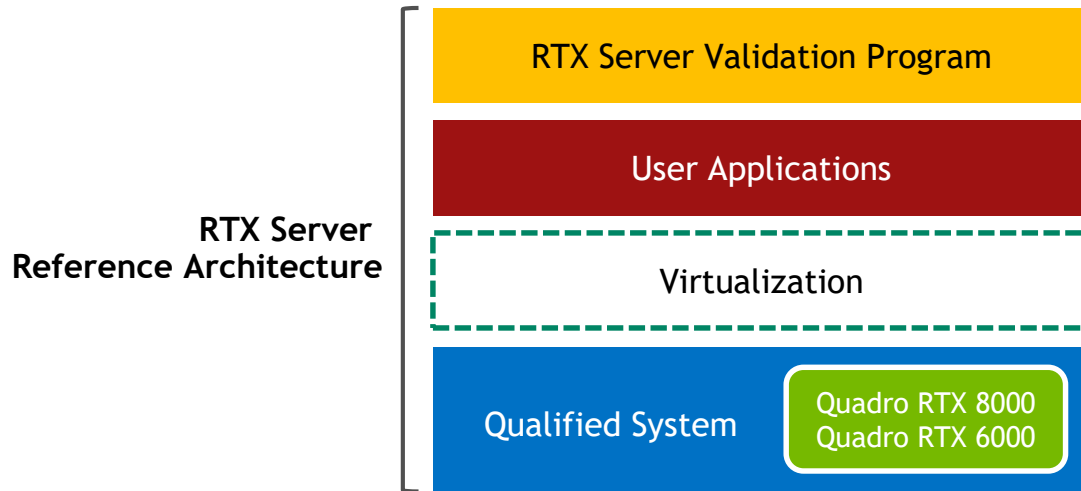 RTX Server Validation Program
User Applications
RTX Server
Reference Architecture
Virtualization
Qualified System
Quadro RTX 8000
Quadro RTX 6000